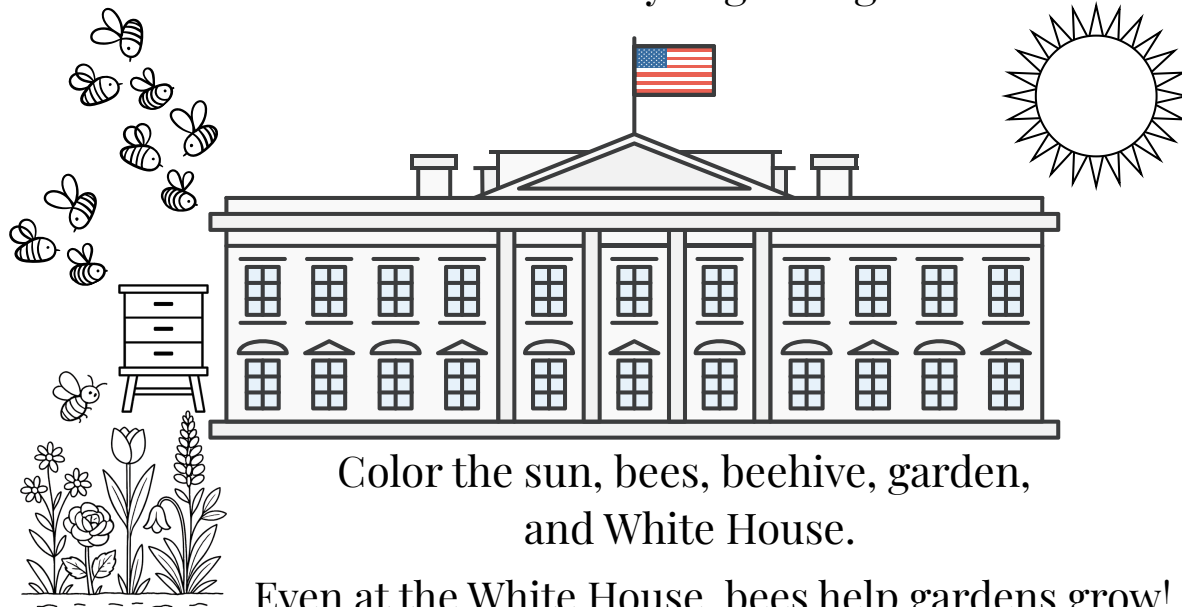 Color the sun, bees, beehive, garden,
and White House.
Even at the White House, bees help gardens grow!